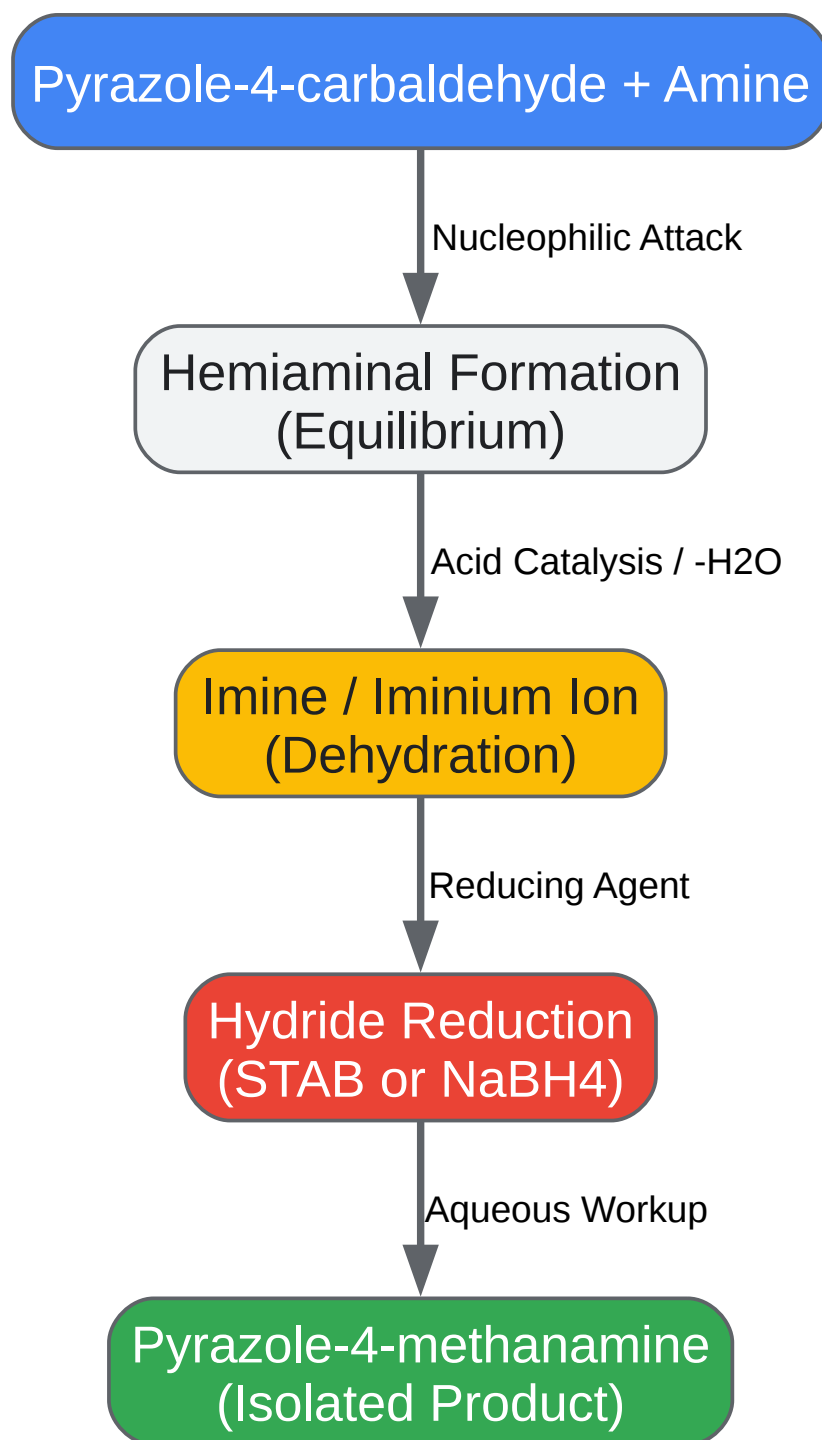 Pyrazole-4-carbaldehyde + Amine
Nucleophilic Attack
Hemiaminal Formation
(Equilibrium)
Acid Catalysis / -H2O
Imine / Iminium Ion
(Dehydration)
Reducing Agent
Hydride Reduction
(STAB or NaBH4)
Aqueous Workup
Pyrazole-4-methanamine
(Isolated Product)